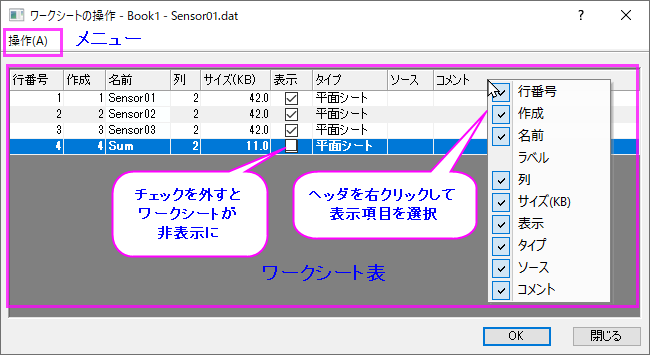 ワークシートの操作 - Book1 - Sensor01.dat
操作(A) メニュー
行番号 作成 名前 列 サイズ(KB) 表示 タイプ ソース コメント
1 1 Sensor01 2 42.0 平面シート
2 2 Sensor02 2 42.0 平面シート
3 3 Sensor03 2 42.0 平面シート
4 4 Sum 2 11.0 平面シート
チェックを外すと
ワークシートが
非表示に
ヘッダを右クリックして
表示項目を選択
行番号
作成
名前
ラベル
列
サイズ(KB)
表示
タイプ
ソース
コメント
ワークシート表
OK 閉じる